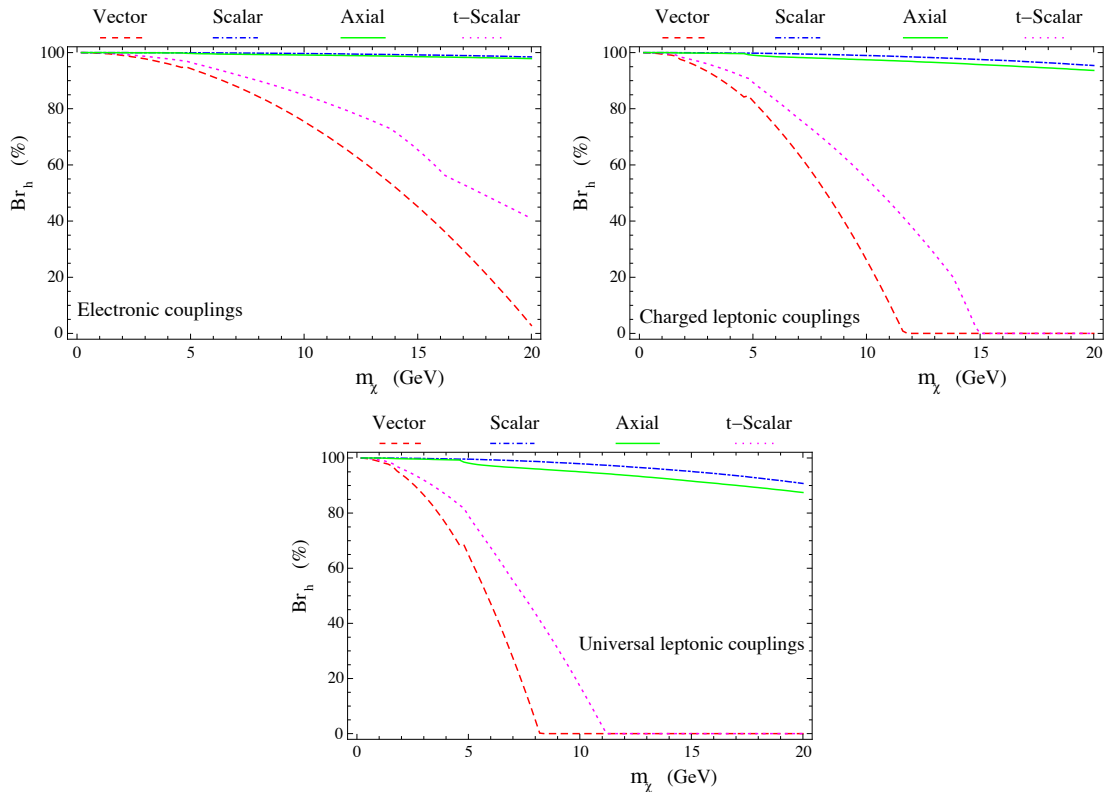 Vector Scalar Axial t-Scalar
100
80
60
40
20
0
Br_h (%)
Electronic couplings
0 5 10 15 20
m_χ (GeV)
Vector Scalar Axial t-Scalar
100
80
60
40
20
0
Br_h (%)
Charged leptonic couplings
0 5 10 15 20
m_χ (GeV)
Vector Scalar Axial t-Scalar
100
80
60
40
20
0
Br_h (%)
Universal leptonic couplings
0 5 10 15 20
m_χ (GeV)